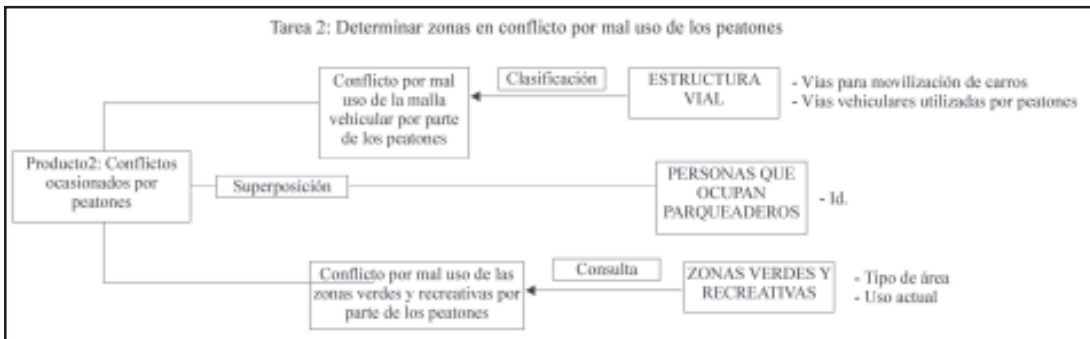 Tarea 2: Determinar zonas en conflicto por mal uso de los peatones
Conflicto por mal
uso de la malla
vehicular por parte
de los peatones
Clasificación
ESTRUCTURA
VIAL
- Vías para movilización de carros
- Vías vehiculares utilizadas por peatones
Producto2: Conflictos
ocasionados por
peatones
Superposición
PERSONAS QUE
OCUPAN
PARQUEADEROS
- Id.
Conflicto por mal uso de las
zonas verdes y recreativas por
parte de los peatones
Consulta
ZONAS VERDES Y
RECREATIVAS
- Tipo de área
- Uso actual